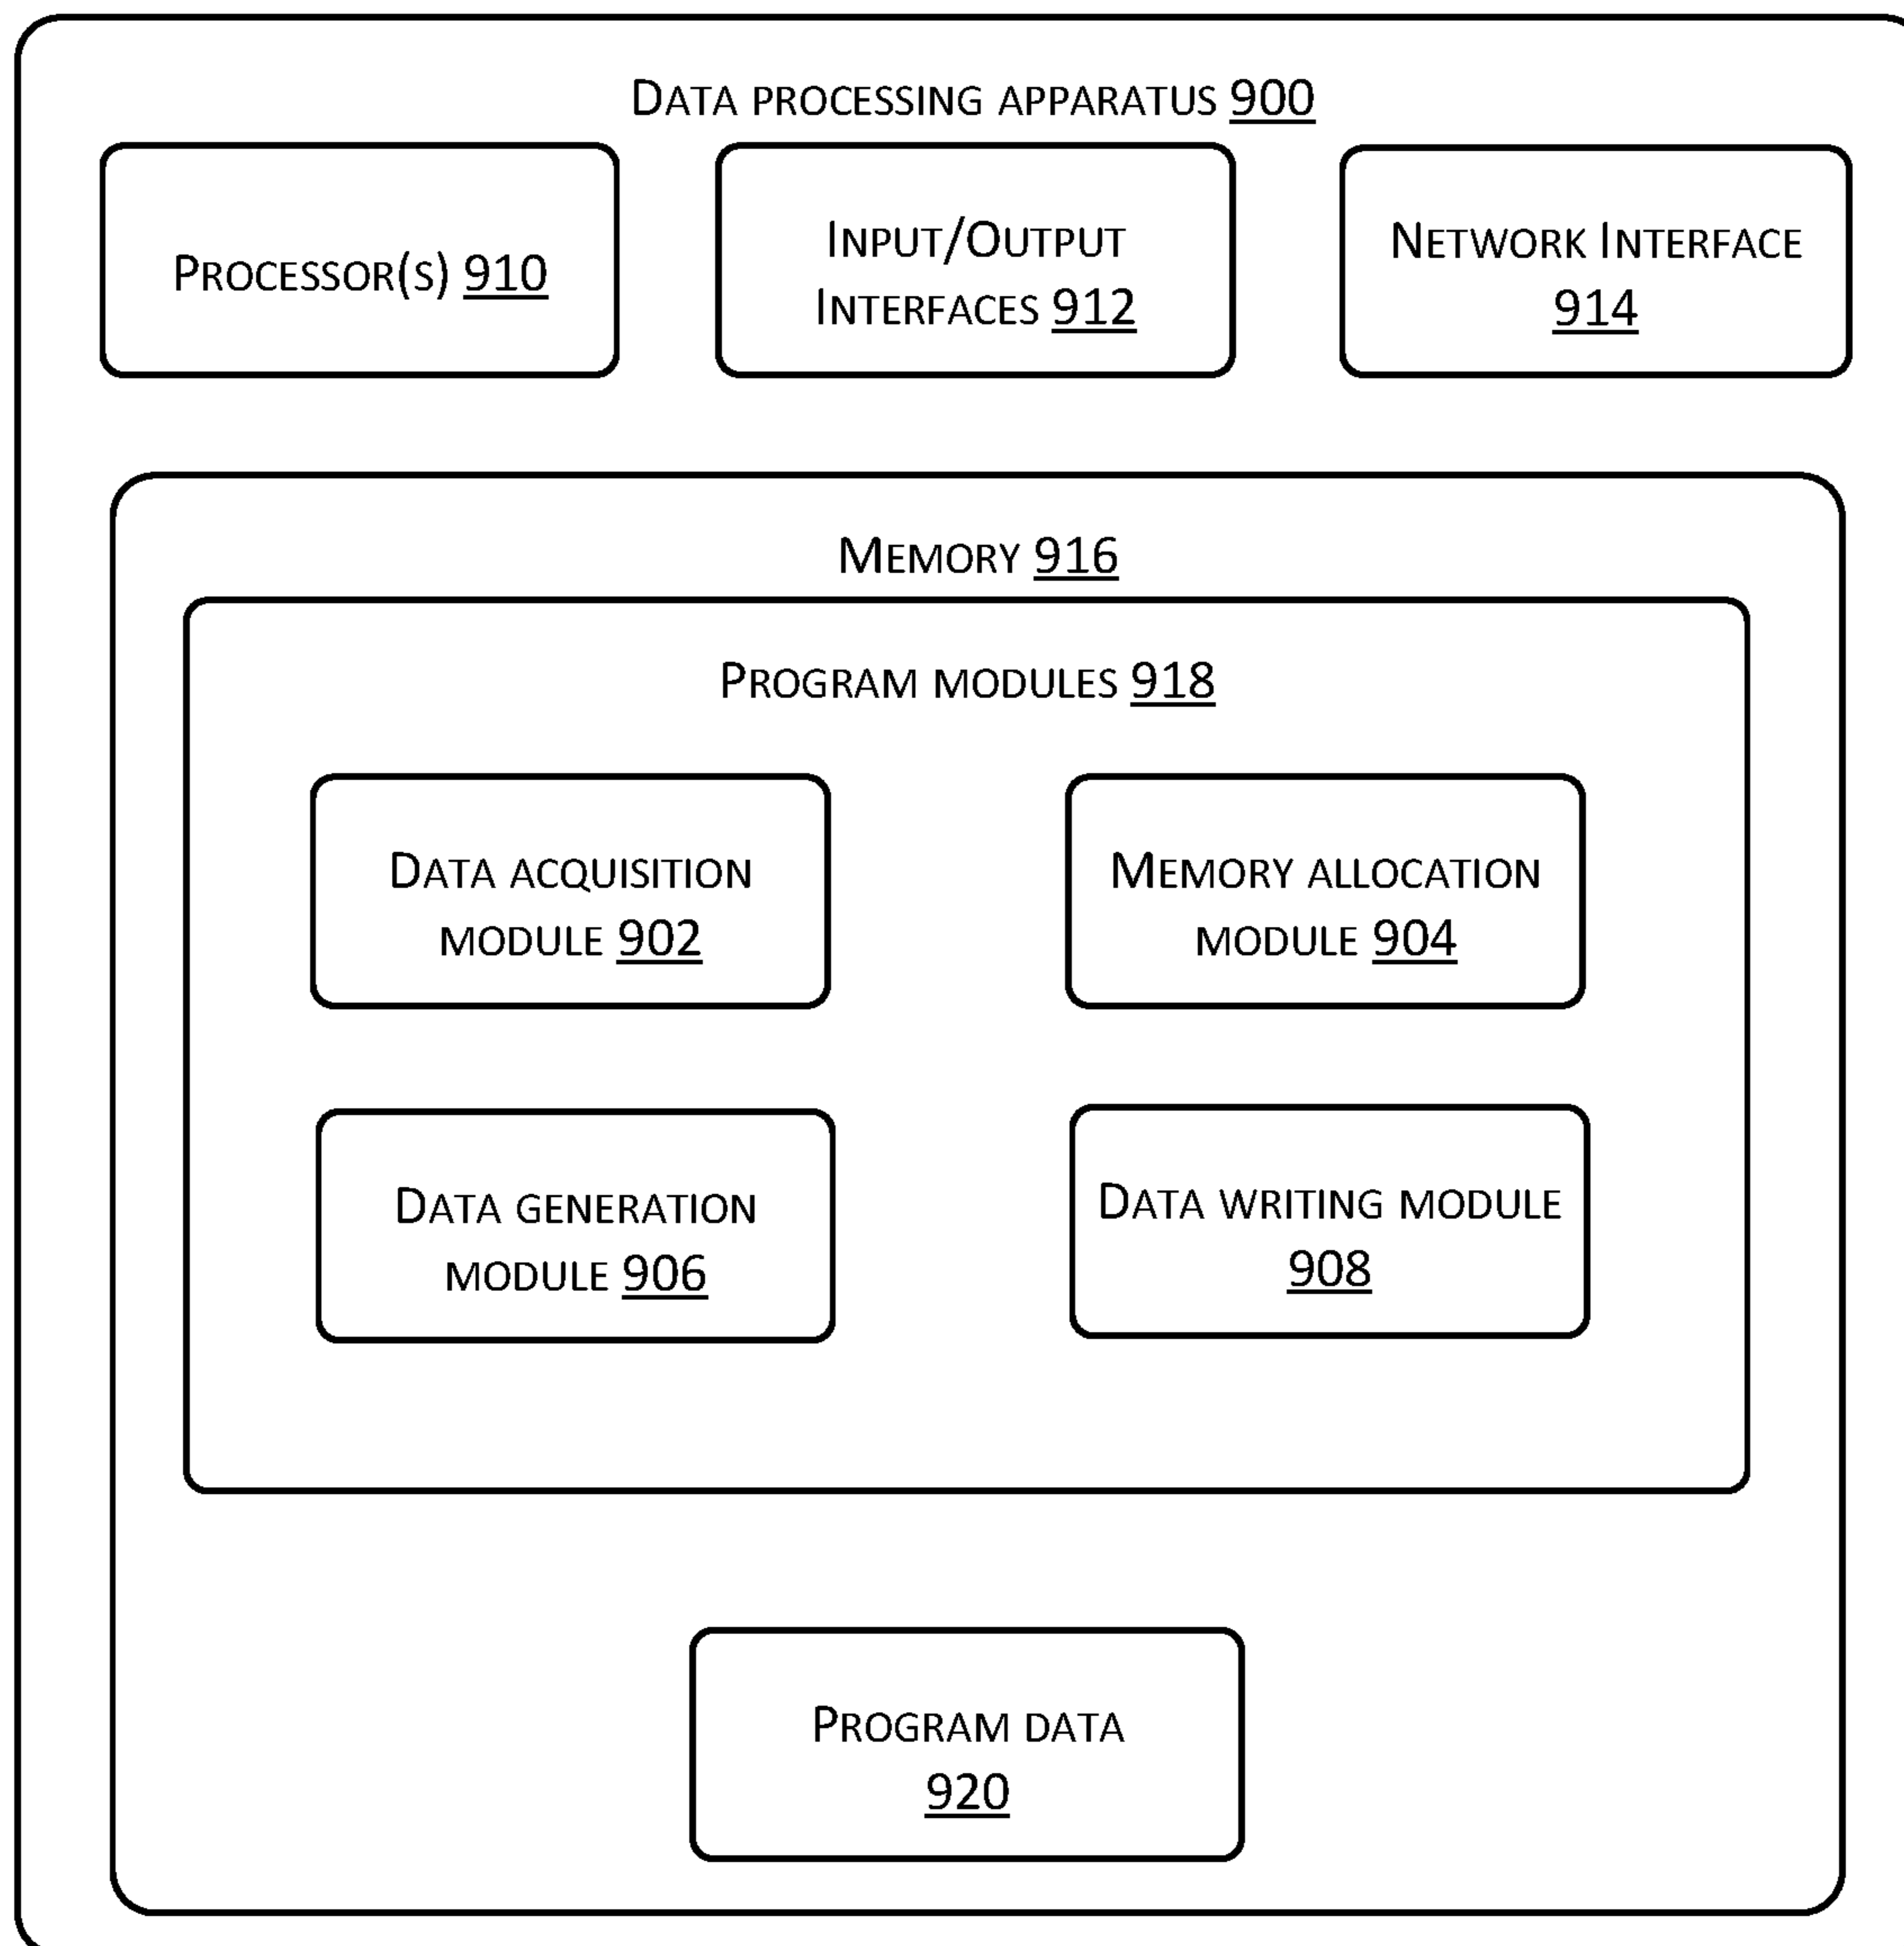 Data processing apparatus 900
Processor(s) 910
Input/Output
Interfaces 912
Network Interface
914
Memory 916
Program modules 918
Data acquisition
module 902
Memory allocation
module 904
Data generation
module 906
Data writing module
908
Program data
920